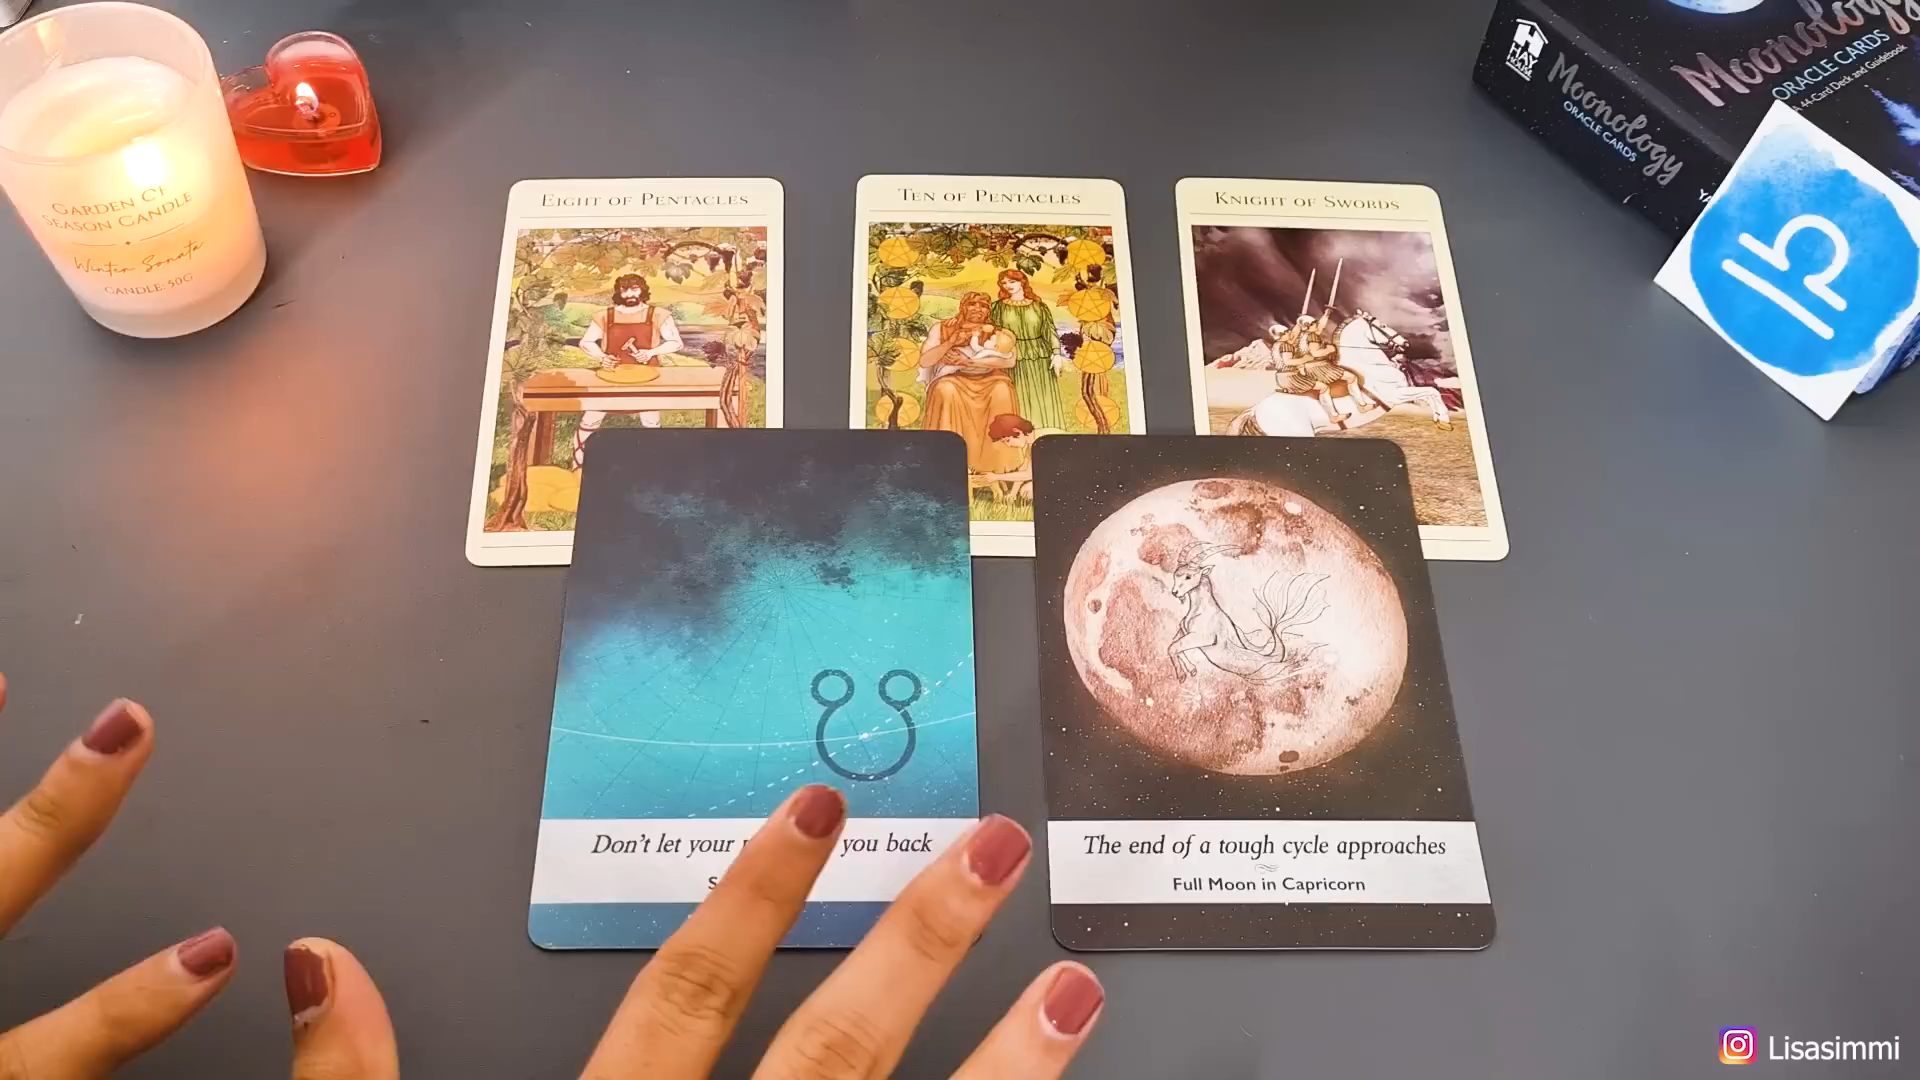 GARDEN
SEASON CANDLE
Winter Sonata
CANDLE: 50G
EIGHT OF PENTACLES
TEN OF PENTACLES
KNIGHT OF SWORDS
HAY
HOUSE
Moonology
ORACLE CARDS
Moonology
ORACLE CARDS
A 44-Card Deck and Guidebook
Don't let your you back
The end of a tough cycle approaches
Full Moon in Capricorn
Lisasimmi